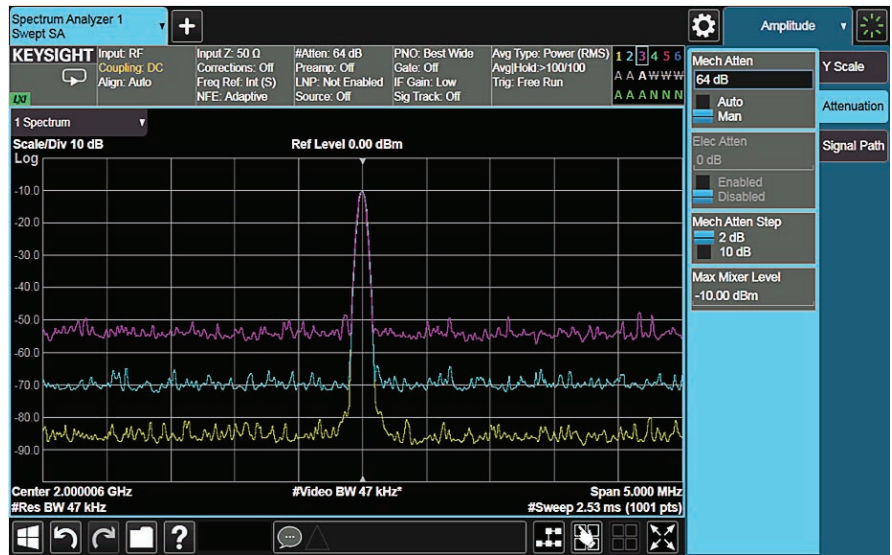 Spectrum Analyzer 1
Swept SA
+
Amplitude
KEYSIGHT
LXI
Input: RF
Coupling: DC
Align: Auto
Input Z: 50 Ω
Corrections: Off
Freq Ref: Int (S)
NFE: Adaptive
#Atten: 64 dB
Preamp: Off
LNP: Not Enabled
Source: Off
PNO: Best Wide
Gate: Off
IF Gain: Low
Sig Track: Off
Avg Type: Power (RMS)
Avg|Hold:>100/100
Trig: Free Run
1 2 3 4 5 6
A A A W W W
A A A N N N
1 Spectrum
Scale/Div 10 dB
Ref Level 0.00 dBm
Log
-10.0
-20.0
-30.0
-40.0
-50.0
-60.0
-70.0
-80.0
-90.0
Center 2.000006 GHz
#Res BW 47 kHz
#Video BW 47 kHz*
Span 5.000 MHz
#Sweep 2.53 ms (1001 pts)
Mech Atten
64 dB
Auto
Man
Elec Atten
0 dB
Enabled
Disabled
Mech Atten Step
2 dB
10 dB
Max Mixer Level
-10.00 dBm
Y Scale
Attenuation
Signal Path
?